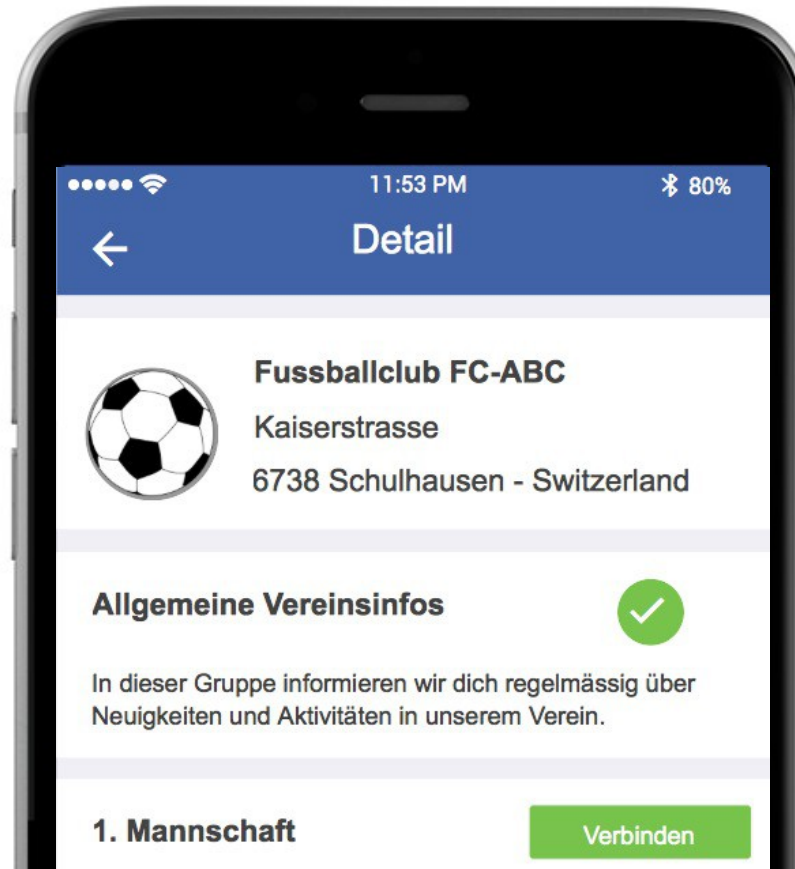 11:53 PM
80%
Detail
Fussballclub FC-ABC
Kaiserstrasse
6738 Schulhausen - Switzerland
Allgemeine Vereinsinfos
In dieser Gruppe informieren wir dich regelmässig über
Neuigkeiten und Aktivitäten in unserem Verein.
1. Mannschaft
Verbinden